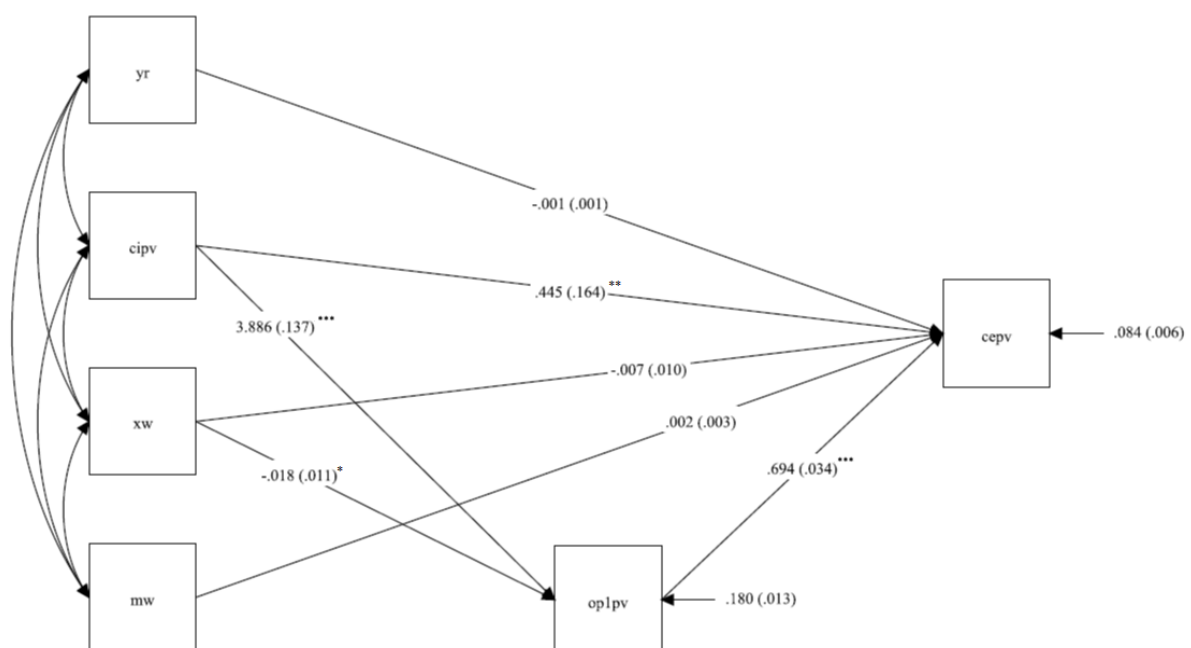 yr
-.001 (.001)
cipv
.445 (.164)**
cepv
.084 (.006)
3.886 (.137)***
-.007 (.010)
xw
.002 (.003)
-.018 (.011)*
.694 (.034)***
mw
op1pv
.180 (.013)